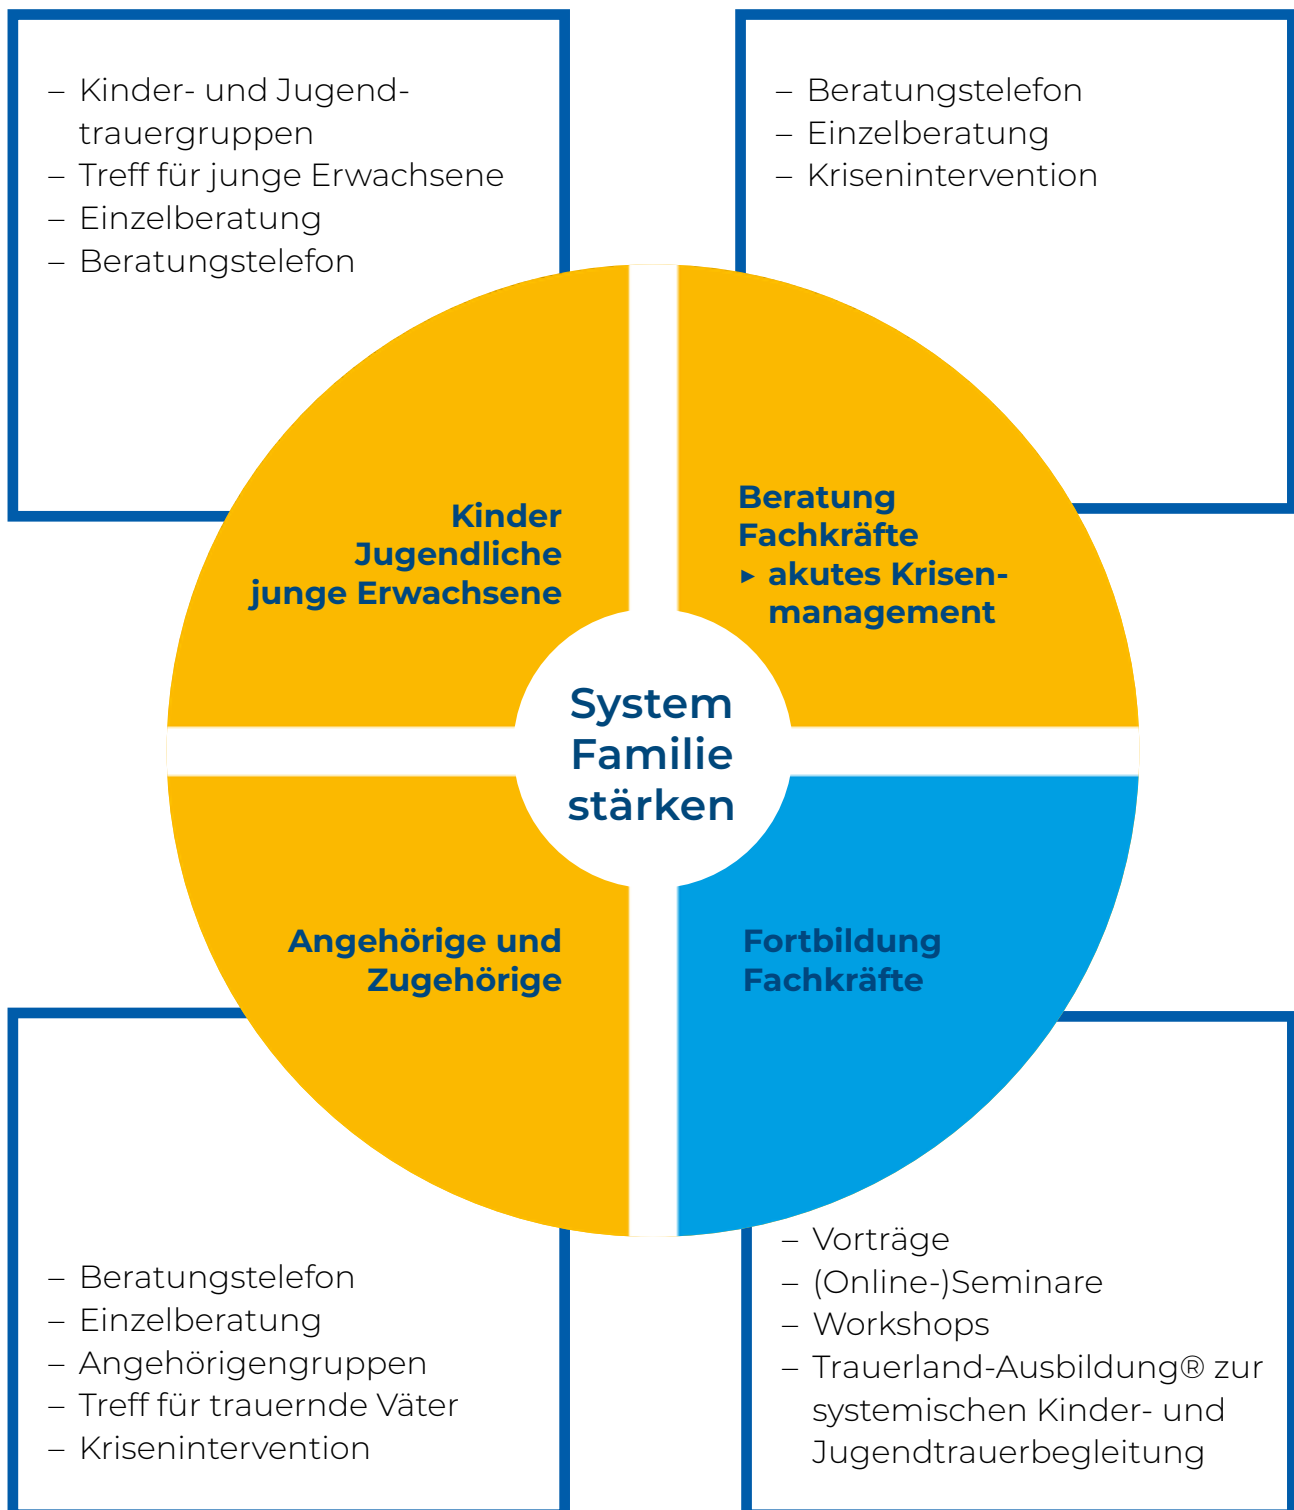 – Kinder- und Jugend-
trauergruppen
– Treff für junge Erwachsene
– Einzelberatung
– Beratungstelefon
– Beratungstelefon
– Einzelberatung
– Krisenintervention
Kinder
Jugendliche
junge Erwachsene
Beratung
Fachkräfte
▸ akutes Krisen-
management
System
Familie
stärken
Angehörige und
Zugehörige
Fortbildung
Fachkräfte
– Beratungstelefon
– Einzelberatung
– Angehörigengruppen
– Treff für trauernde Väter
– Krisenintervention
– Vorträge
– (Online-)Seminare
– Workshops
– Trauerland-Ausbildung® zur
systemischen Kinder- und
Jugendtrauerbegleitung